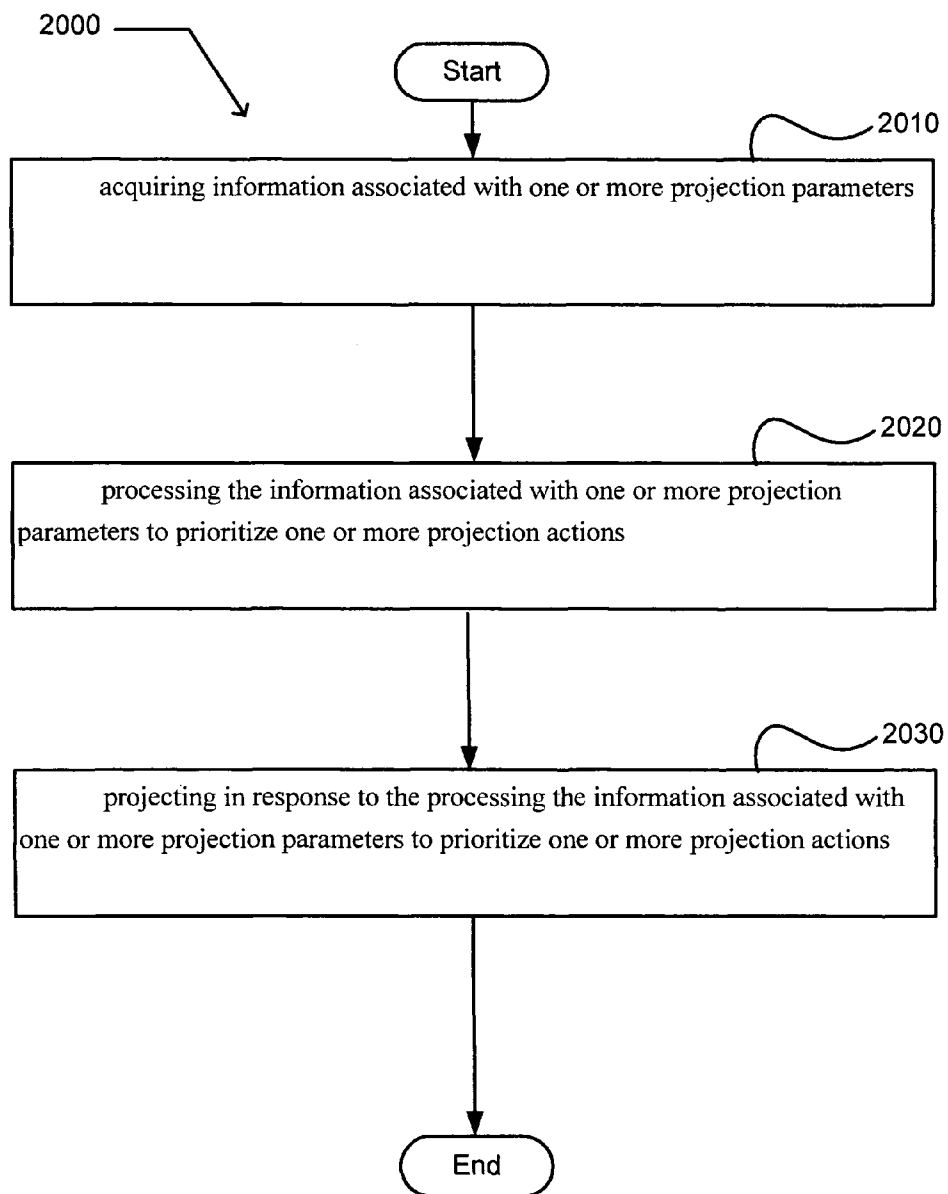 2000
Start
2010
acquiring information associated with one or more projection parameters
2020
processing the information associated with one or more projection
parameters to prioritize one or more projection actions
2030
projecting in response to the processing the information associated with
one or more projection parameters to prioritize one or more projection actions
End